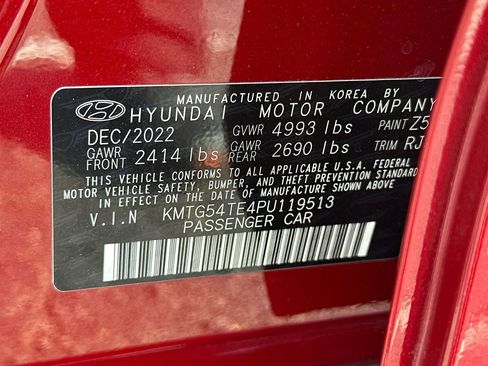 MANUFACTURED IN KOREA BY
HYUNDAI MOTOR COMPANY
DEC/2022 GVWR 4993 lbs PAINT Z5
GAWR FRONT 2414 lbs GAWR REAR 2690 lbs TRIM RJ
THIS VEHICLE CONFORMS TO ALL APPLICABLE U.S.A. FEDERAL
MOTOR VEHICLE SAFETY, BUMPER, AND THEFT PREVENTION STANDARDS
IN EFFECT ON THE DATE OF MANUFACTURE SHOWN ABOVE.
V.I.N KMTG54TE4PU119513
PASSENGER CAR